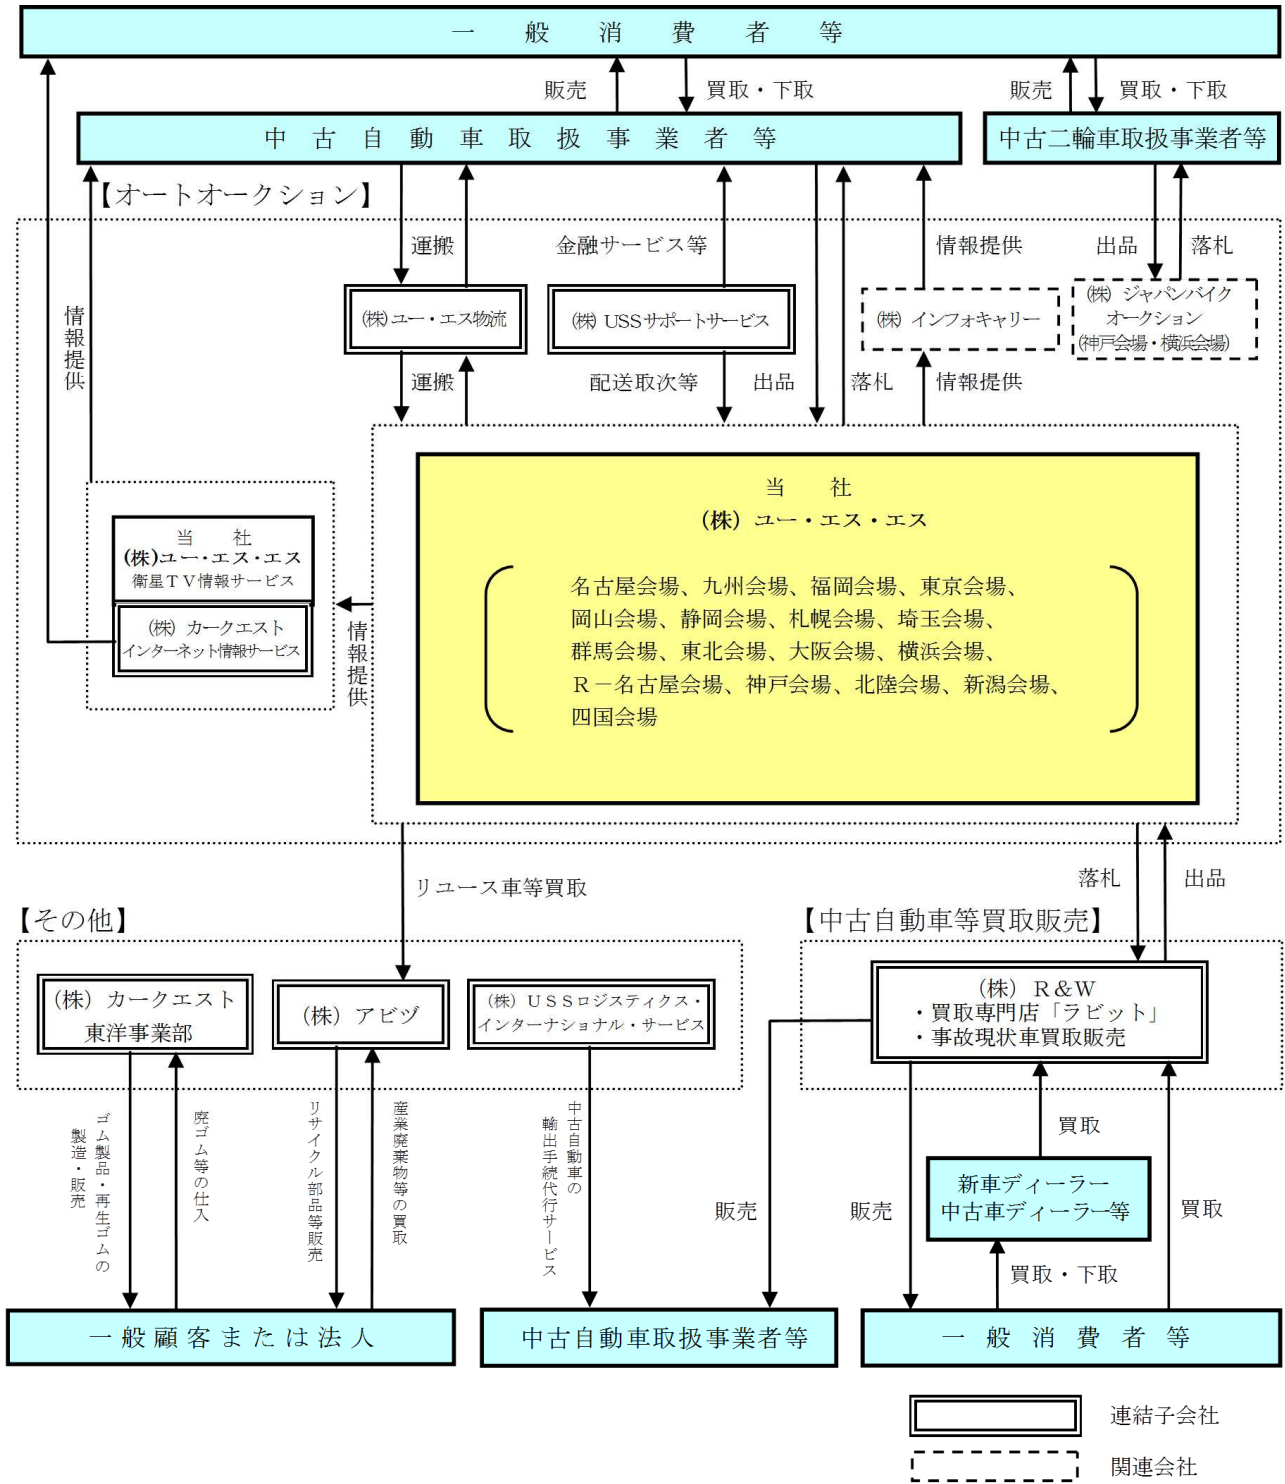 一般消費者等
販売
買取・下取
販売
買取・下取
中古自動車取扱事業者等
中古二輪車取扱事業者等
【オートオークション】
運搬
金融サービス等
情報提供
出品
落札
(株)ユー・エス物流
(株) USSサポートサービス
(株) インフォキャリー
(株) ジャパンバイク
オークション
(神戸会場・横浜会場)
情報提供
運搬
配送取次等
出品
落札
情報提供
当 社
(株) ユー・エス・エス
名古屋会場、九州会場、福岡会場、東京会場、
岡山会場、静岡会場、札幌会場、埼玉会場、
群馬会場、東北会場、大阪会場、横浜会場、
R-名古屋会場、神戸会場、北陸会場、新潟会場、
四国会場
当 社
(株)ユー・エス・エス
衛星TV情報サービス
(株) カークエスト
インターネット情報サービス
情報提供
リユース車等買取
落札
出品
【その他】
【中古自動車等買取販売】
(株) カークエスト
東洋事業部
(株) アビヅ
(株) USSロジスティクス・
インターナショナル・サービス
(株) R&W
・買取専門店「ラビット」
・事故現状車買取販売
ゴム製品・再生ゴムの
製造・販売
廃ゴム等の仕入
リサイクル部品等販売
産業廃棄物等の買取
中古自動車の
輸出手続代行サービス
販売
販売
買取
新車ディーラー
中古車ディーラー等
買取
買取・下取
一般顧客または法人
中古自動車取扱事業者等
一般消費者等
連結子会社
関連会社